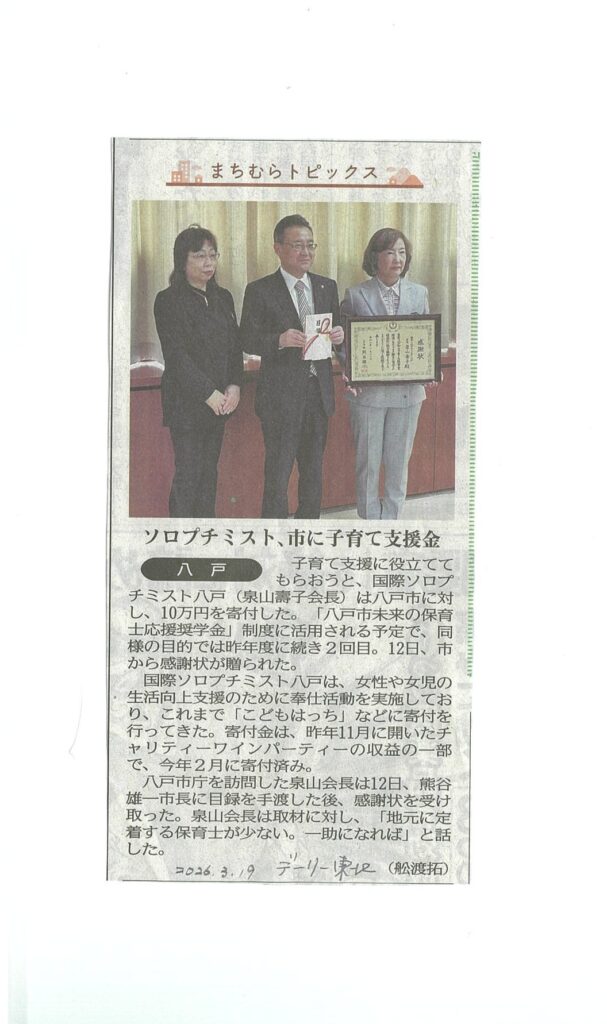 まちむらトピックス
目録
感謝状
ソロプチミスト、市に子育て支援金
八戸
子育て支援に役立てて
もらおうと、国際ソロプ
チミスト八戸（泉山壽子会長）は八戸市に対
し、10万円を寄付した。「八戸市未来の保育
士応援奨学金」制度に活用される予定で、同
様の目的では昨年度に続き２回目。12日、市
から感謝状が贈られた。
国際ソロプチミスト八戸は、女性や女児の
生活向上支援のために奉仕活動を実施してお
り、これまで「こどもはっち」などに寄付を
行ってきた。寄付金は、昨年11月に開いたチ
ャリティーワインパーティーの収益の一部
で、今年２月に寄付済み。
八戸市庁を訪問した泉山会長は12日、熊谷
雄一市長に目録を手渡した後、感謝状を受け
取った。泉山会長は取材に対し、「地元に定
着する保育士が少ない。一助になれば」と話
した。
（舩渡拓）
2026.3.19 デーリー東北